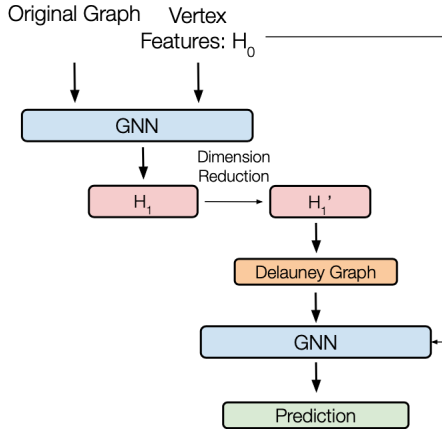 Original Graph
Vertex
Features: H₀
GNN
Dimension
Reduction
H₁
H₁’
Delauney Graph
GNN
Prediction